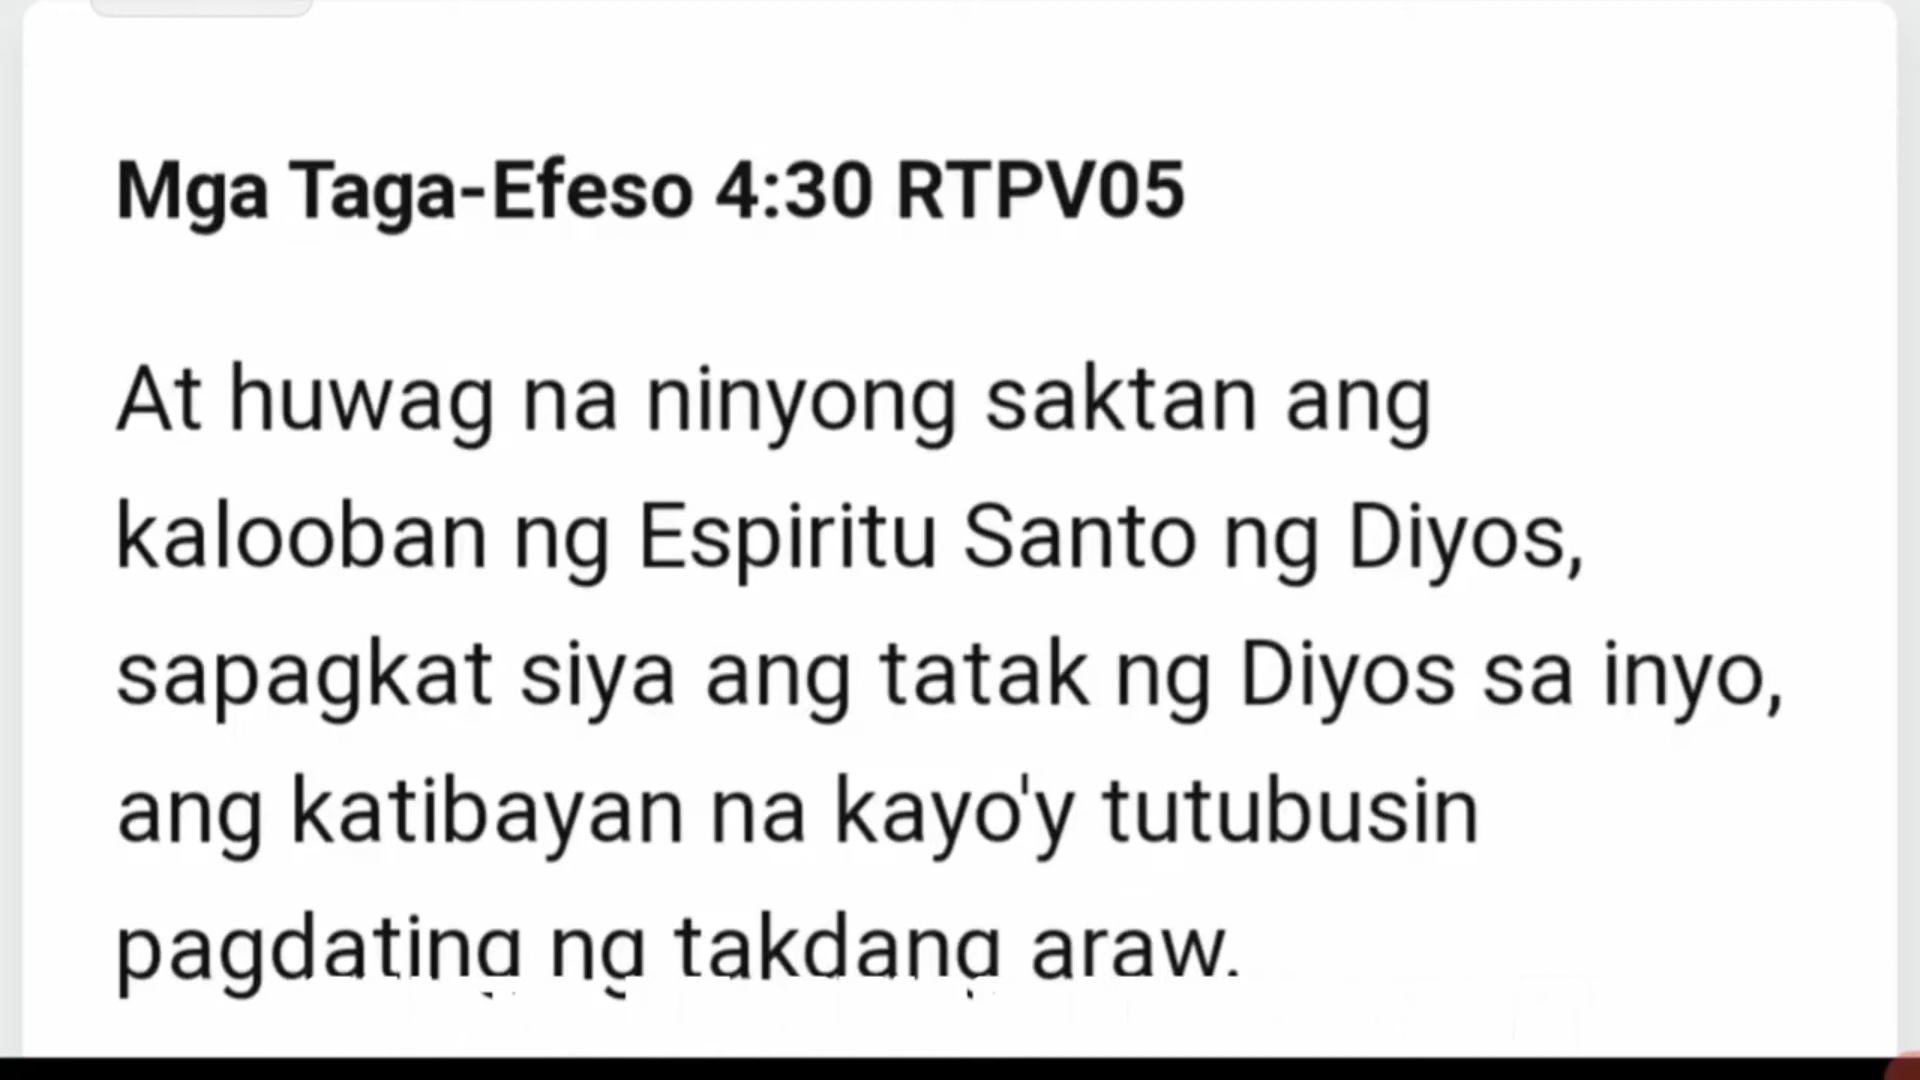 Mga Taga-Efeso 4:30 RTPV05
At huwag na ninyong saktan ang
kalooban ng Espiritu Santo ng Diyos,
sapagkat siya ang tatak ng Diyos sa inyo,
ang katibayan na kayo'y tutubusin
pagdating ng takdang araw.